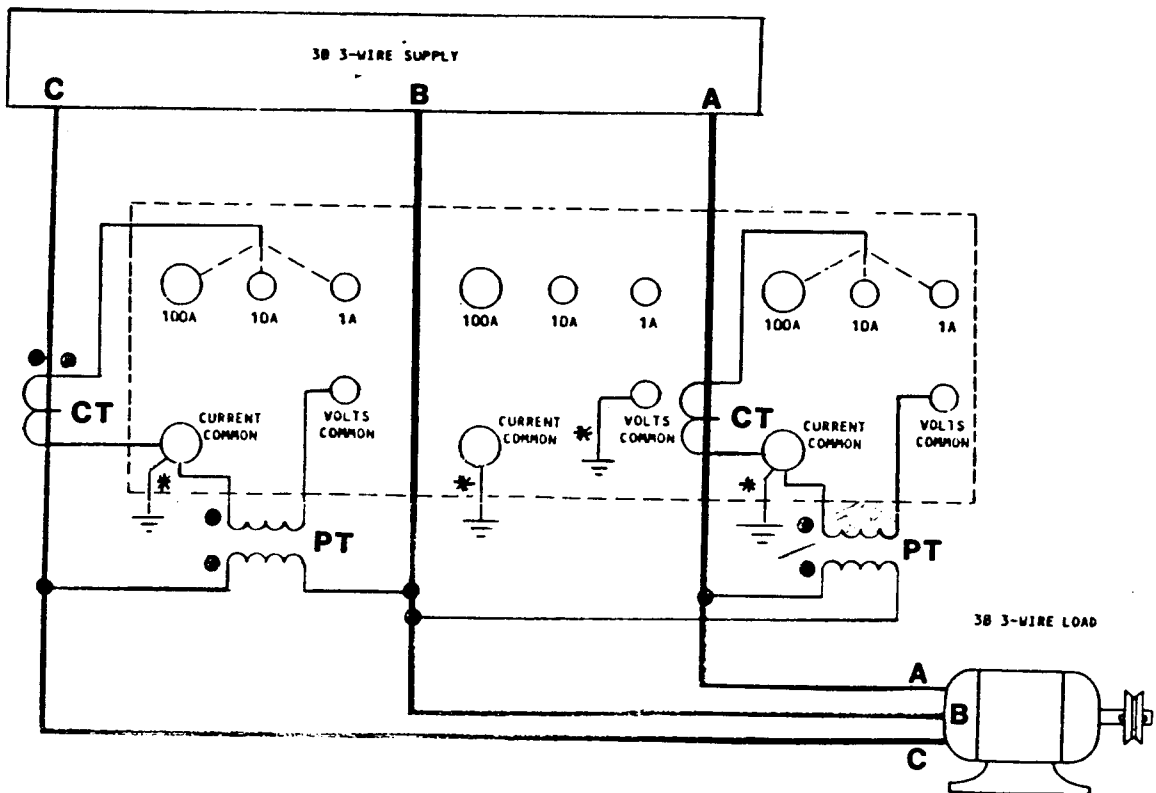 3Ø 3-WIRE SUPPLY
C
B
A
100A
10A
1A
100A
10A
1A
100A
10A
1A
CT
CURRENT
COMMON
VOLTS
COMMON
CURRENT
COMMON
VOLTS
COMMON
CT
CURRENT
COMMON
VOLTS
COMMON
*
*
*
*
PT
PT
3Ø 3-WIRE LOAD
A
B
C